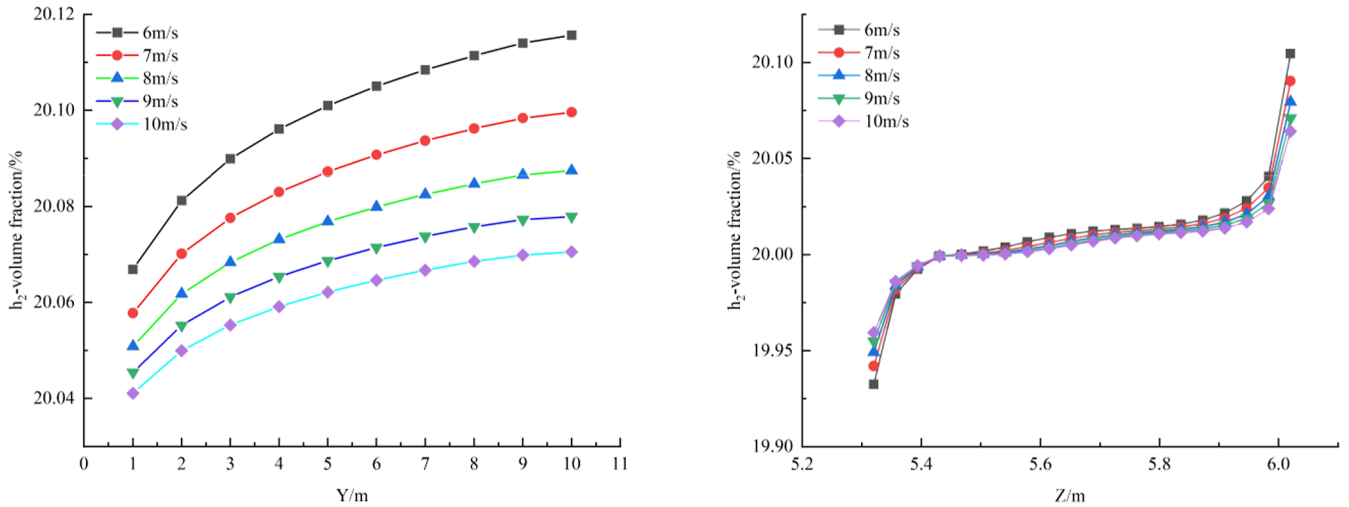 20.12
20.10
20.08
20.06
20.04
h2-volume fraction/%
6m/s
7m/s
8m/s
9m/s
10m/s
0 1 2 3 4 5 6 7 8 9 10 11
Y/m
20.10
20.05
20.00
19.95
19.90
h2-volume fraction/%
6m/s
7m/s
8m/s
9m/s
10m/s
5.2 5.4 5.6 5.8 6.0
Z/m